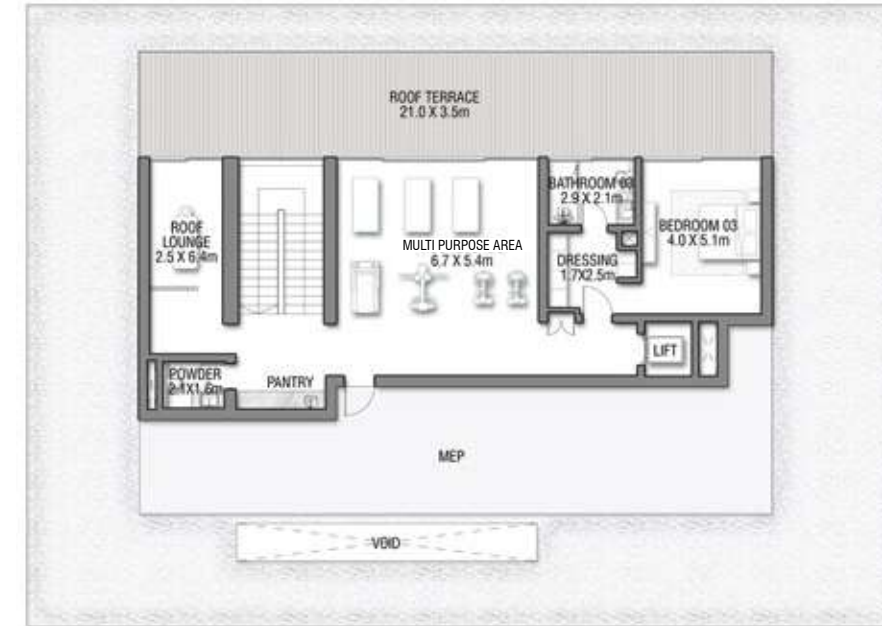 ROOF TERRACE
21.0 X 3.5m
BATHROOM 03
2.9 X 2.1m
ROOF
LOUNGE
2.5 X 6.4m
MULTI PURPOSE AREA
6.7 X 5.4m
BEDROOM 03
4.0 X 5.1m
DRESSING
1.7X2.5m
LIFT
POWDER
2.1X1.6m
PANTRY
MEP
VOID